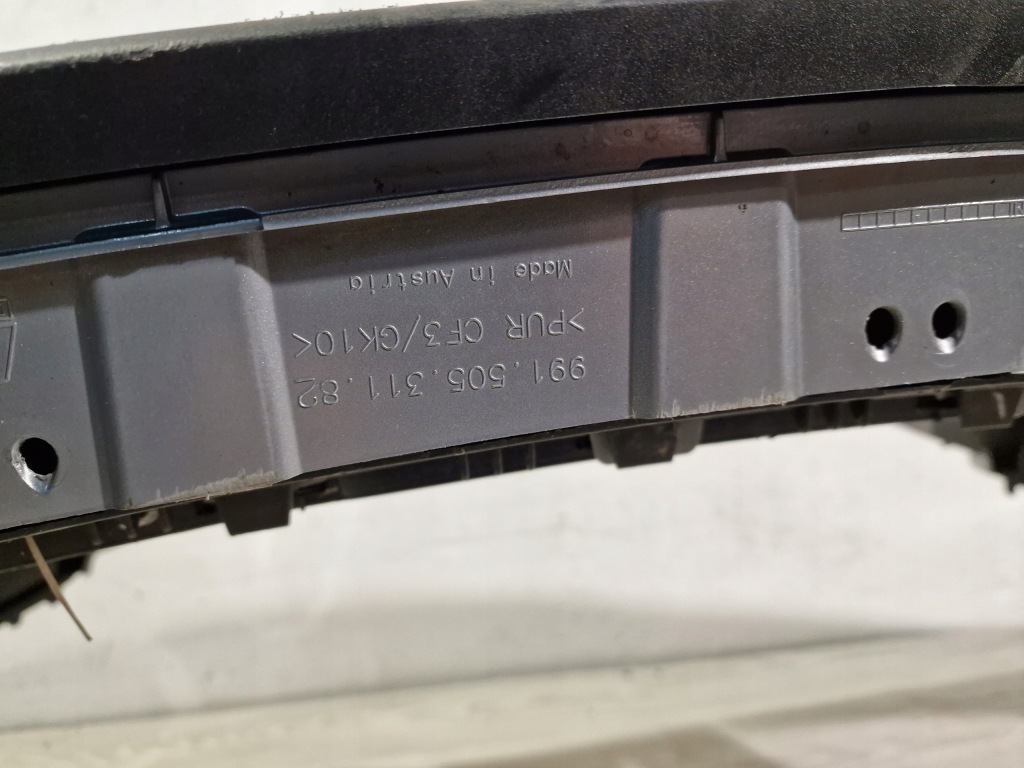 991.505.311.82
>PUR CF3/GK10<
Made in Austria